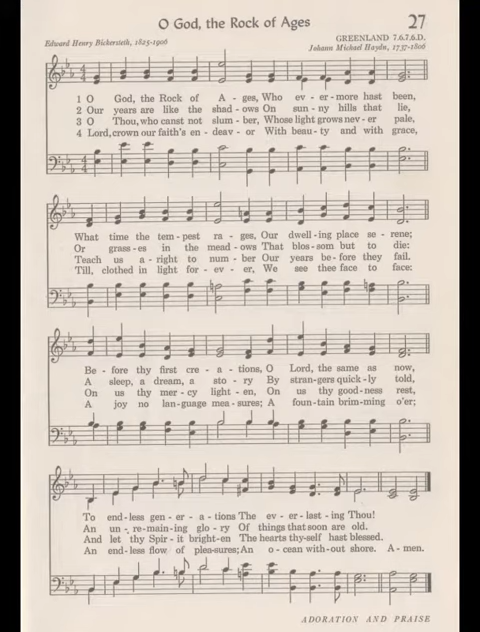 O God, the Rock of Ages
27
Edward Henry Bickersteth, 1825-1906
GREENLAND 7.6.7.6.D.
Johann Michael Haydn, 1737-1806
1 O God, the Rock of A - ges, Who ev - er - more hast been,
2 Our years are like the shad - ows On sun - ny hills that lie,
3 O Thou, who canst not slum - ber, Whose light grows nev - er pale,
4 Lord, crown our faith's en - deav - or With beau - ty and with grace,
What time the tem - pest ra - ges, Our dwell - ing place se - rene;
Or grass - es in the mead - ows That blos - som but to die:
Teach us a - right to num - ber Our years be - fore they fail.
Till, clothed in light for - ev - er, We see thee face to face:
Be - fore thy first cre - a - tions, O Lord, the same as now,
A sleep, a dream, a sto - ry By stran - gers quick - ly told,
On us thy mer - cy light - en, On us thy good - ness rest,
A joy no lan - guage mea - sures; A foun - tain brim - ming o'er;
To end - less gen - er - a - tions The ev - er - last - ing Thou!
An un - re - main - ing glo - ry Of things that soon are old.
And let thy Spir - it bright - en The hearts thy - self hast blessed.
An end - less flow of plea - sures; An o - cean with - out shore. A - men.
ADORATION AND PRAISE